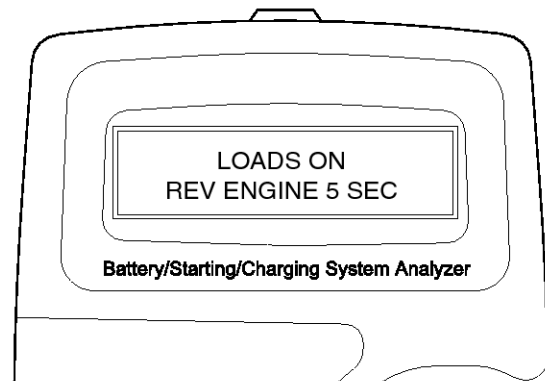 LOADS ON
REV ENGINE 5 SEC
Battery/Starting/Charging System Analyzer